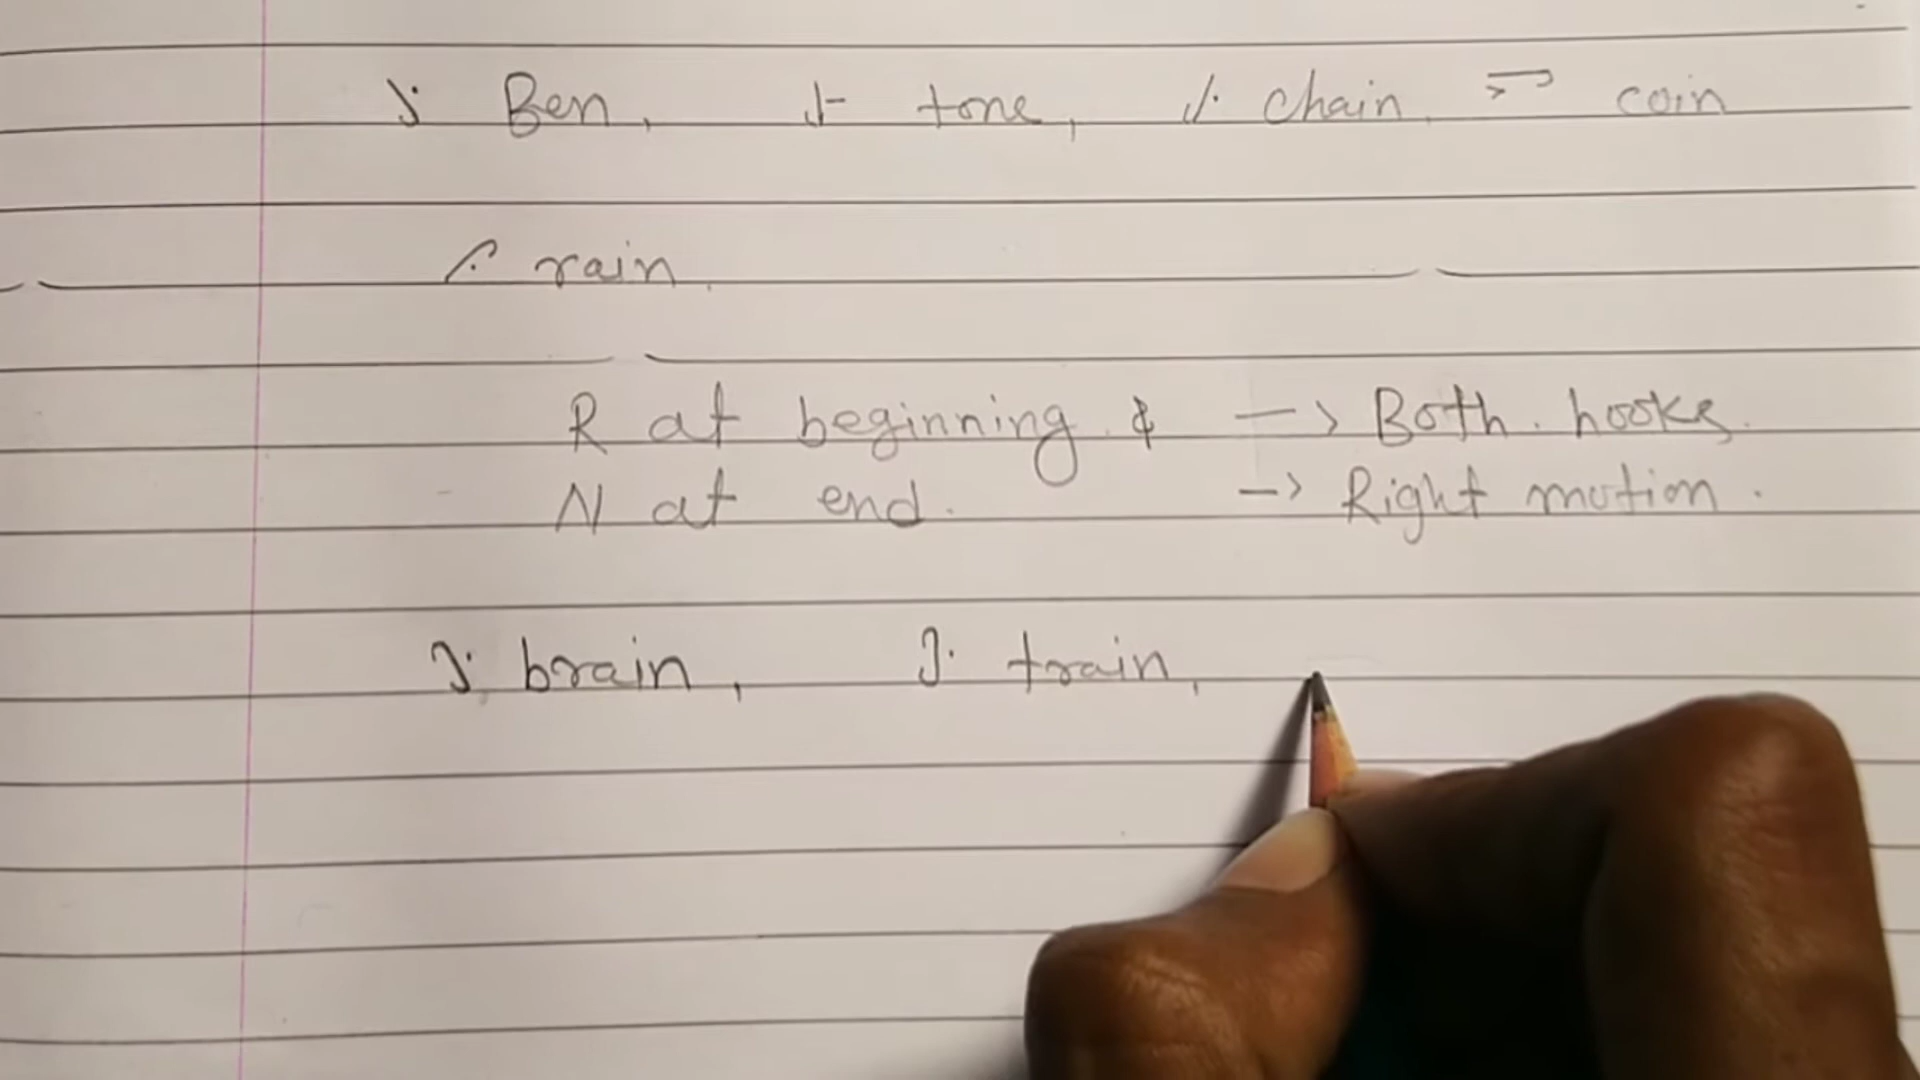 Ben, tone, chain, coin
rain,
R at beginning & → Both hooks.
N at end. → Right motion.
brain, train,